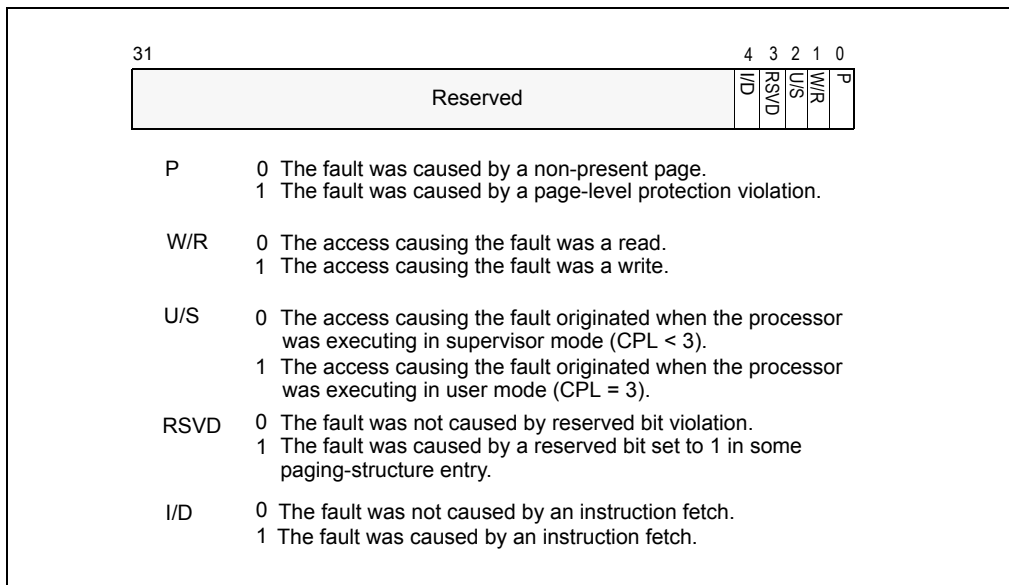 31 4 3 2 1 0
Reserved I/D RSVD U/S W/R P
P 0 The fault was caused by a non-present page.
1 The fault was caused by a page-level protection violation.
W/R 0 The access causing the fault was a read.
1 The access causing the fault was a write.
U/S 0 The access causing the fault originated when the processor
was executing in supervisor mode (CPL < 3).
1 The access causing the fault originated when the processor
was executing in user mode (CPL = 3).
RSVD 0 The fault was not caused by reserved bit violation.
1 The fault was caused by a reserved bit set to 1 in some
paging-structure entry.
I/D 0 The fault was not caused by an instruction fetch.
1 The fault was caused by an instruction fetch.